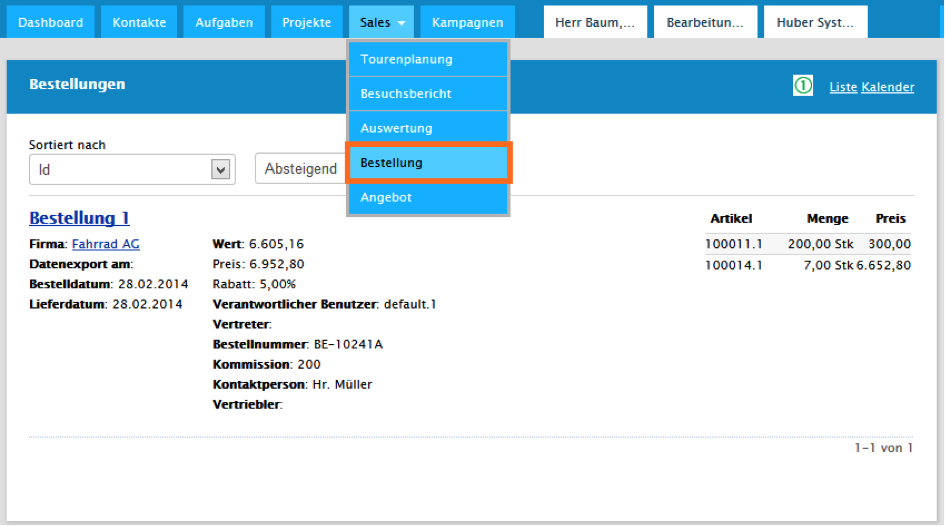 Dashboard Kontakte Aufgaben Projekte Sales Kampagnen Herr Baum,... Bearbeitun... Huber Syst...
Tourenplanung
Besuchsbericht
Auswertung
Bestellung
Angebot
Bestellungen 1 Liste Kalender
Sortiert nach
Id Absteigend
Bestellung 1
Firma: Fahrrad AG
Datenexport am:
Bestelldatum: 28.02.2014
Lieferdatum: 28.02.2014
Wert: 6.605,16
Preis: 6.952,80
Rabatt: 5,00%
Verantwortlicher Benutzer: default.1
Vertreter:
Bestellnummer: BE-10241A
Kommission: 200
Kontaktperson: Hr. Müller
Vertriebler:
Artikel Menge Preis
100011.1 200,00 Stk 300,00
100014.1 7,00 Stk 6.652,80
1-1 von 1